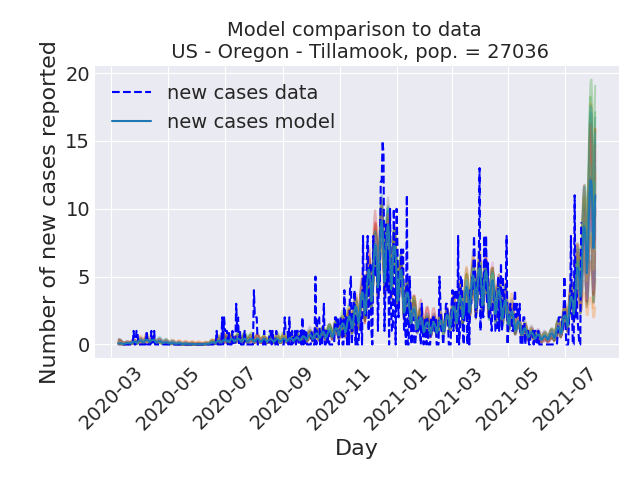 Model comparison to data
US - Oregon - Tillamook, pop. = 27036
Number of new cases reported
20
15
10
5
0
new cases data
new cases model
2020-03
2020-05
2020-07
2020-09
2020-11
2021-01
2021-03
2021-05
2021-07
Day